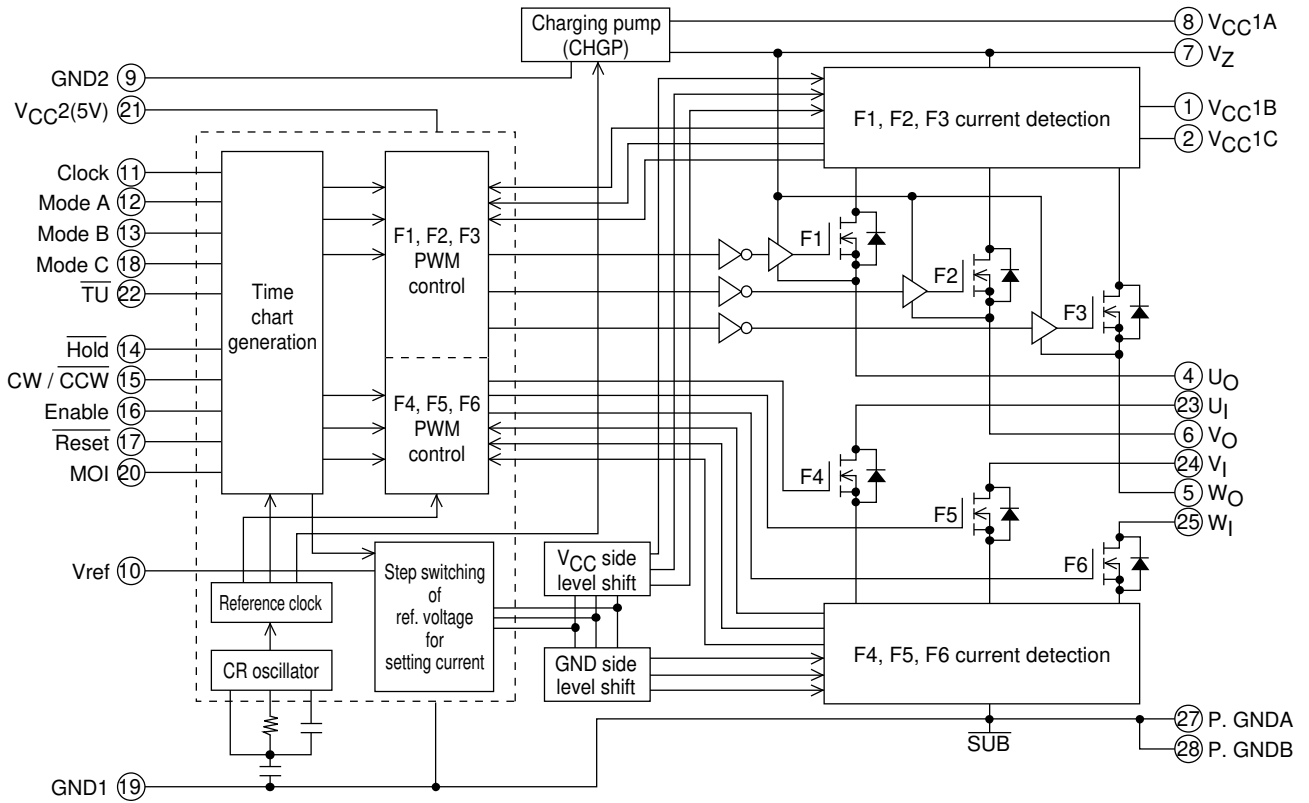 Charging pump
(CHGP)
8 VCC1A
7 VZ
GND2 9
VCC2(5V) 21
F1, F2, F3 current detection
1 VCC1B
2 VCC1C
Clock 11
Mode A 12
Mode B 13
Mode C 18
TU 22
Hold 14
CW / CCW 15
Enable 16
Reset 17
MOI 20
Time
chart
generation
F1, F2, F3
PWM
control
F4, F5, F6
PWM
control
F1
F2
F3
4 UO
23 UI
6 VO
24 VI
5 WO
25 WI
F4
F5
F6
Vref 10
Reference clock
CR oscillator
Step switching
of
ref. voltage
for
setting current
VCC side
level shift
GND side
level shift
F4, F5, F6 current detection
SUB
27 P. GNDA
28 P. GNDB
GND1 19